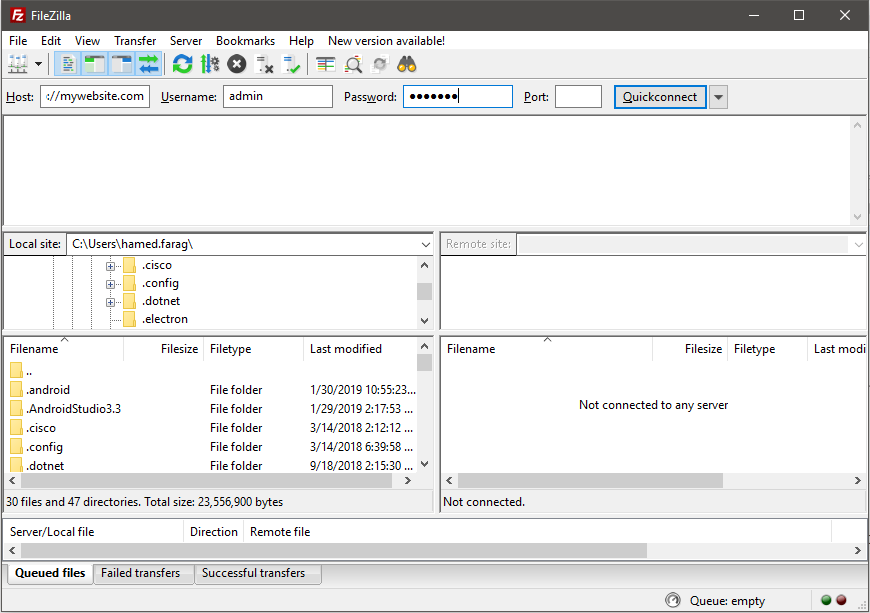 FileZilla
File Edit View Transfer Server Bookmarks Help New version available!
Host: ://mywebsite.com Username: admin Password: ●●●●●●● Port: Quickconnect
Local site: C:\Users\hamed.farag\
.cisco
.config
.dotnet
.electron
Remote site:
Filename Filesize Filetype Last modified
..
.android File folder 1/30/2019 10:55:23...
.AndroidStudio3.3 File folder 1/29/2019 2:17:53 ...
.cisco File folder 3/14/2018 2:12:12 ...
.config File folder 3/14/2018 6:39:58 ...
.dotnet File folder 9/18/2018 2:15:30 ...
30 files and 47 directories. Total size: 23,556,900 bytes
Filename Filesize Filetype Last modi
Not connected to any server
Not connected.
Server/Local file Direction Remote file
Queued files Failed transfers Successful transfers
Queue: empty